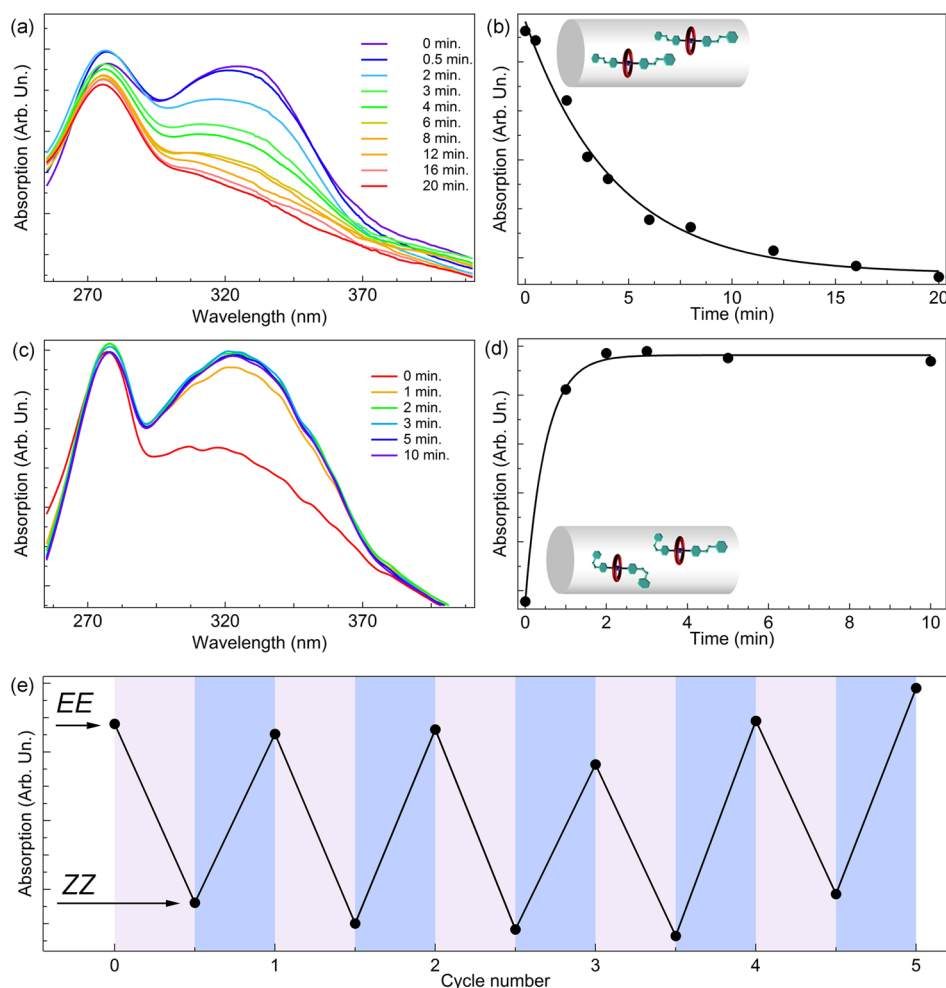 (a)
Absorption (Arb. Un.)
0 min.
0.5 min.
2 min.
3 min.
4 min.
6 min.
8 min.
12 min.
16 min.
20 min.
270
320
370
Wavelength (nm)
(b)
Absorption (Arb. Un.)
0
5
10
15
20
Time (min)
(c)
Absorption (Arb. Un.)
0 min.
1 min.
2 min.
3 min.
5 min.
10 min.
270
320
370
Wavelength (nm)
(d)
Absorption (Arb. Un.)
0
2
4
6
8
10
Time (min)
(e)
Absorption (Arb. Un.)
EE
ZZ
0
1
2
3
4
5
Cycle number